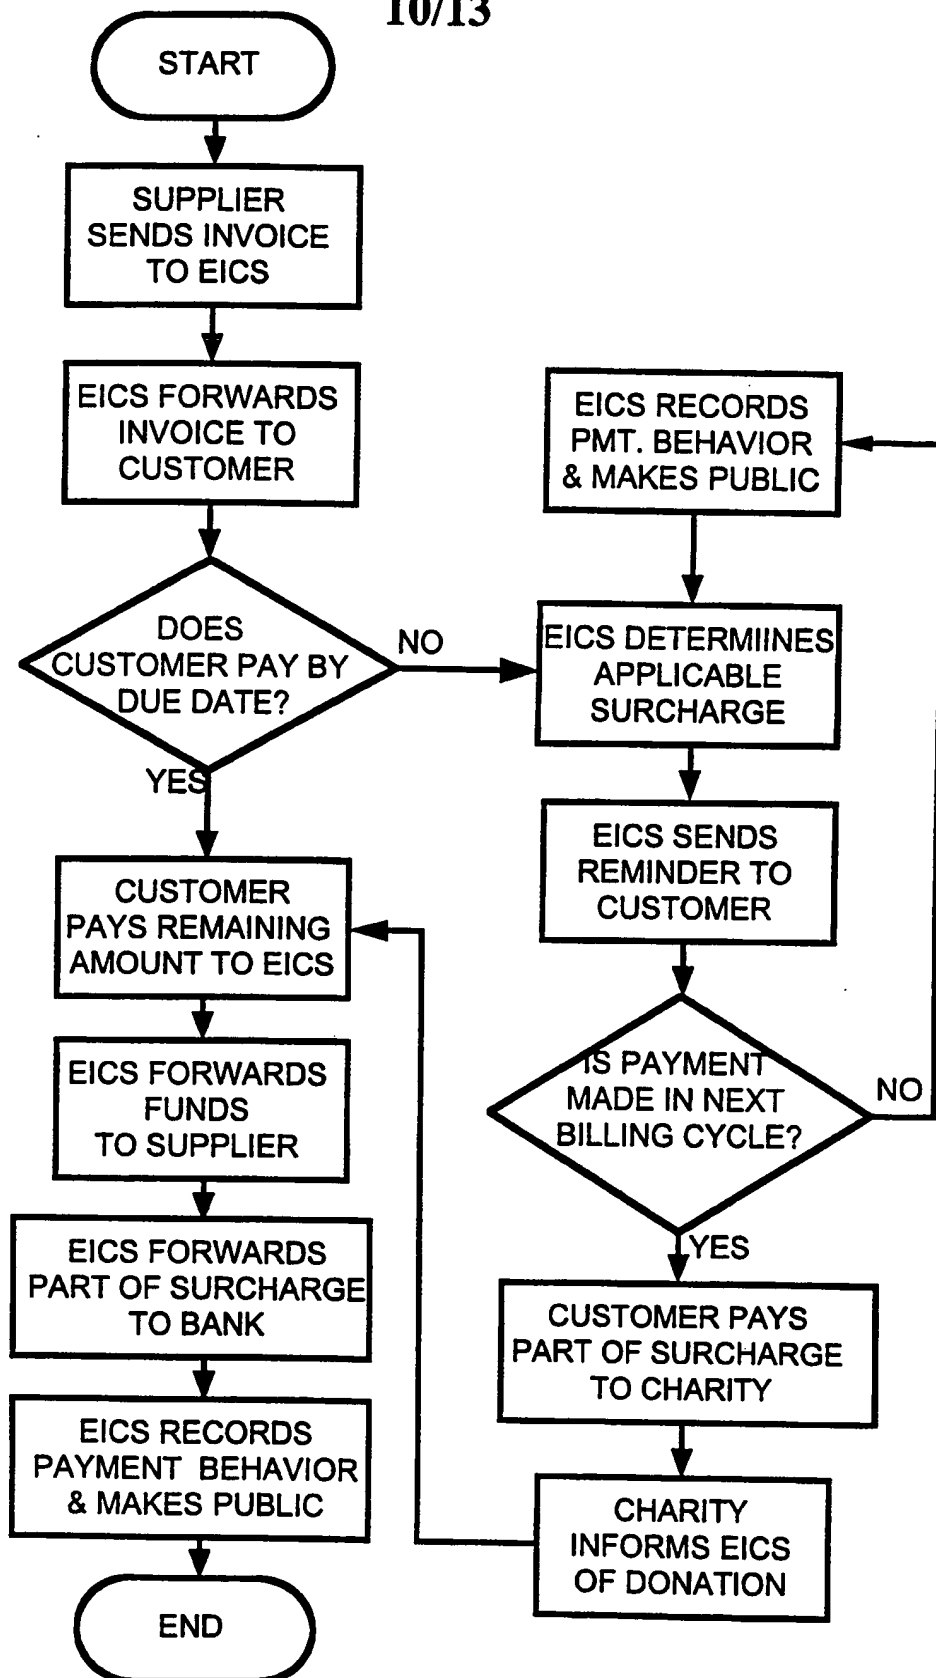 10/13
START
SUPPLIER
SENDS INVOICE
TO EICS
EICS FORWARDS
INVOICE TO
CUSTOMER
DOES
CUSTOMER PAY BY
DUE DATE?
NO
YES
CUSTOMER
PAYS REMAINING
AMOUNT TO EICS
EICS FORWARDS
FUNDS
TO SUPPLIER
EICS FORWARDS
PART OF SURCHARGE
TO BANK
EICS RECORDS
PAYMENT BEHAVIOR
& MAKES PUBLIC
END
EICS RECORDS
PMT. BEHAVIOR
& MAKES PUBLIC
EICS DETERMIINES
APPLICABLE
SURCHARGE
EICS SENDS
REMINDER TO
CUSTOMER
IS PAYMENT
MADE IN NEXT
BILLING CYCLE?
NO
YES
CUSTOMER PAYS
PART OF SURCHARGE
TO CHARITY
CHARITY
INFORMS EICS
OF DONATION